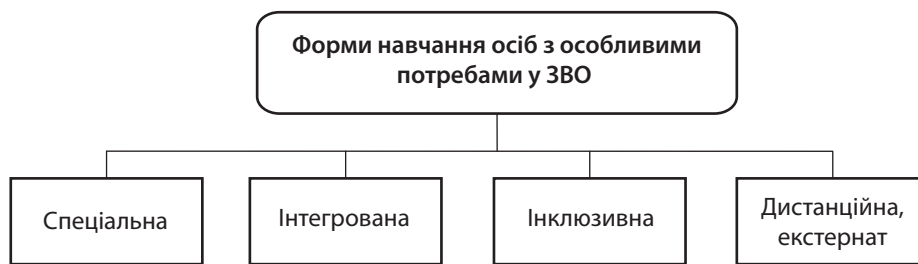 Форми навчання осіб з особливими
потребами у ЗВО
Спеціальна
Інтегрована
Інклюзивна
Дистанційна,
екстернат